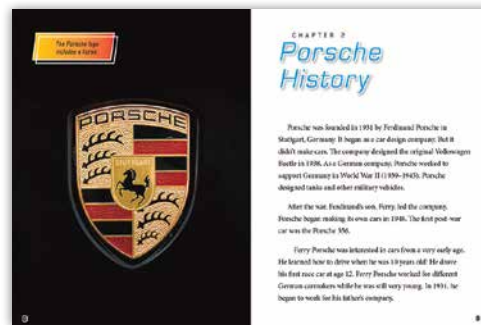 The Porsche logo
includes a horse.
PORSCHE
STUTTGART
CHAPTER 2
Porsche
History
Porsche was founded in 1931 by Ferdinand Porsche in
Stuttgart, Germany. It began as a car design company. But it
didn't make cars. The company designed the original Volkswagen
Beetle in 1938. As a German company, Porsche worked to
support Germany in World War II (1939–1945). Porsche
designed tanks and other military vehicles.
After the war, Ferdinand's son, Ferry, led the company.
Porsche began making its own cars in 1948. The first post-war
car was the Porsche 356.
Ferry Porsche was interested in cars from a very early age.
He learned how to drive when he was 10 years old! He drove
his first race car at age 12. Ferry Porsche worked for different
German carmakers while he was still very young. In 1931, he
began to work for his father's company.
8
9